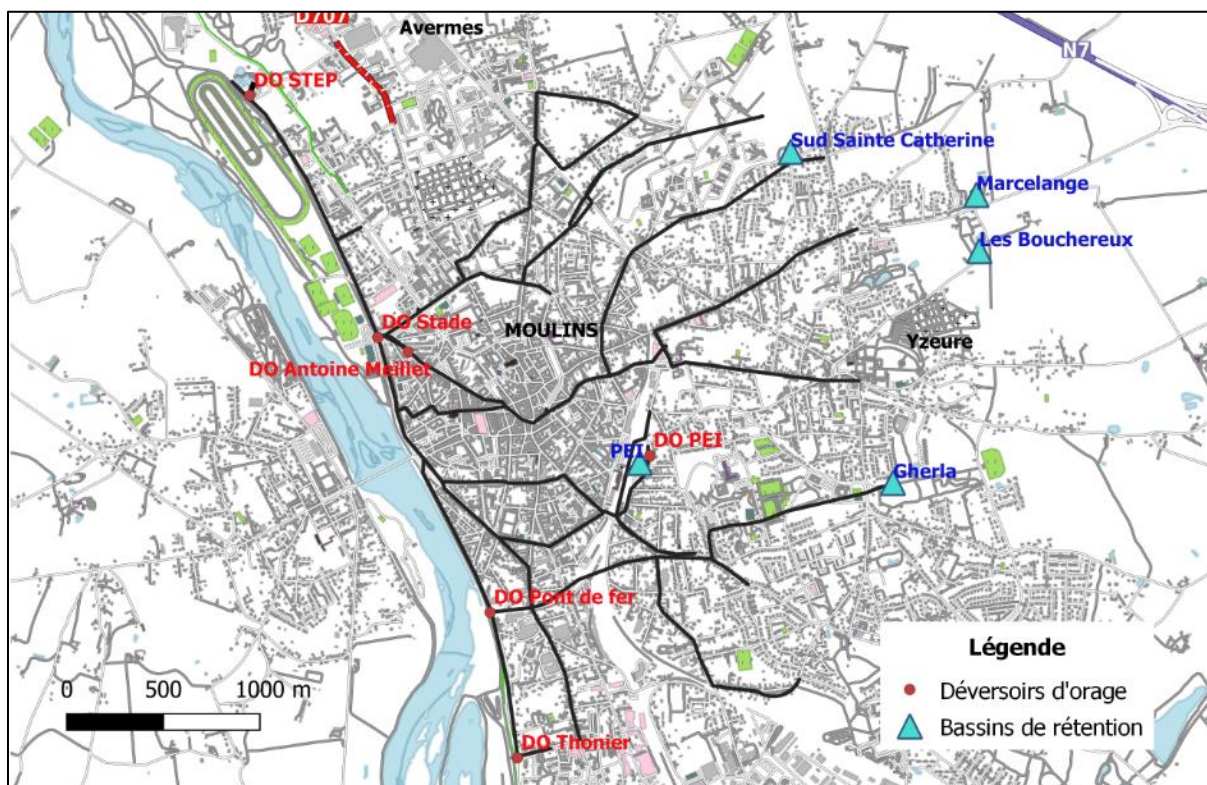 D707
Avermes
N7
DO STEP
Sud Sainte Catherine
Marcelange
Les Bouchereux
DO Stade
MOULINS
Yzeure
DO Antoine Meillet
DO PEI
PEI
Gherla
DO Pont de fer
Légende
0 500 1000 m
Déversoirs d'orage
Bassins de rétention
DO Thonier